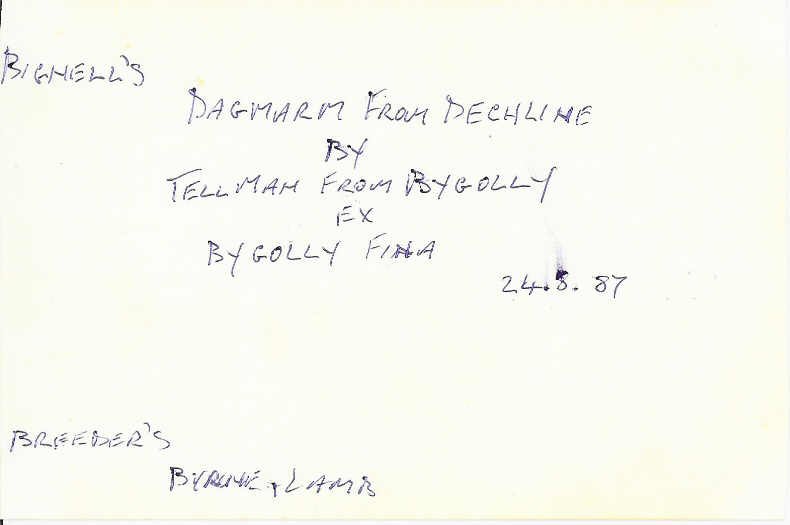 BIGNELL'S
DAGMARM FROM DECHLINE
BY
TELLMAN FROM BYGOLLY
EX
BYGOLLY FINA
24.8.87
BREEDER'S
BYRNE + LAMB